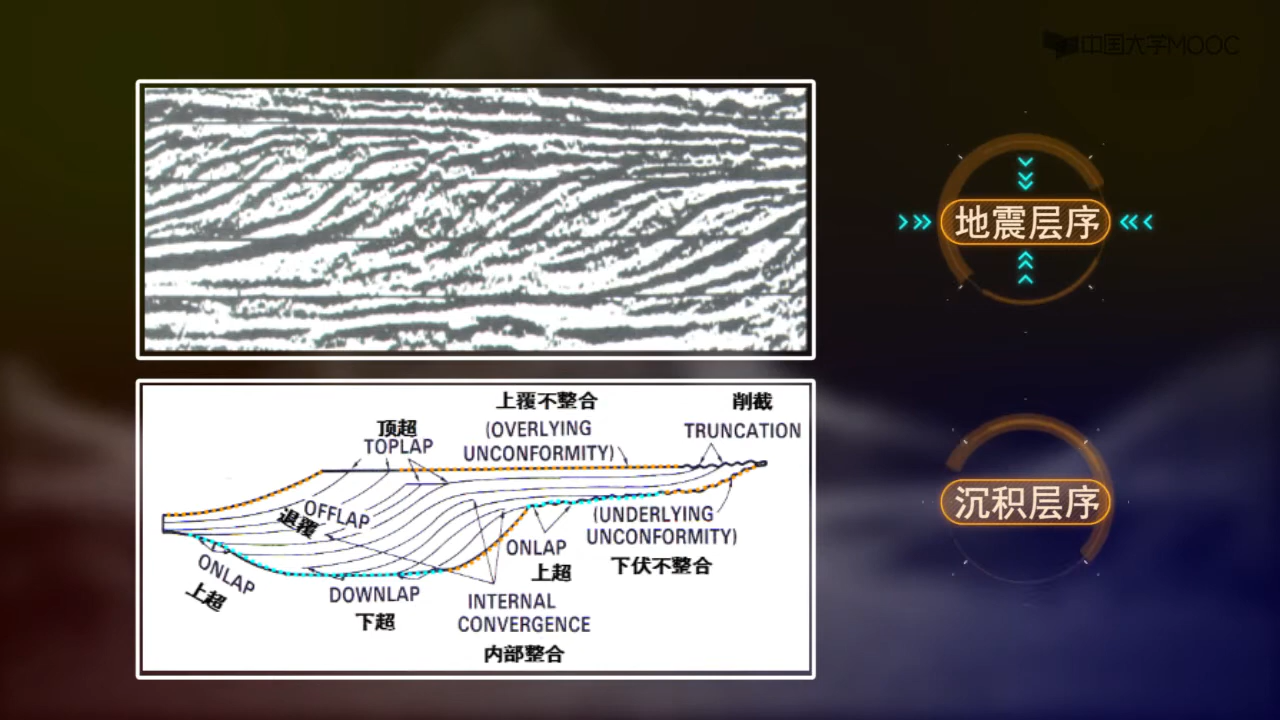 中国大学MOOC
地震层序
上覆不整合
削截
顶超
(OVERLYING
UNCONFORMITY)
TRUNCATION
TOPLAP
OFFLAP
退覆
(UNDERLYING
UNCONFORMITY)
下伏不整合
ONLAP
上超
ONLAP
上超
DOWNLAP
下超
INTERNAL
CONVERGENCE
内部整合
沉积层序